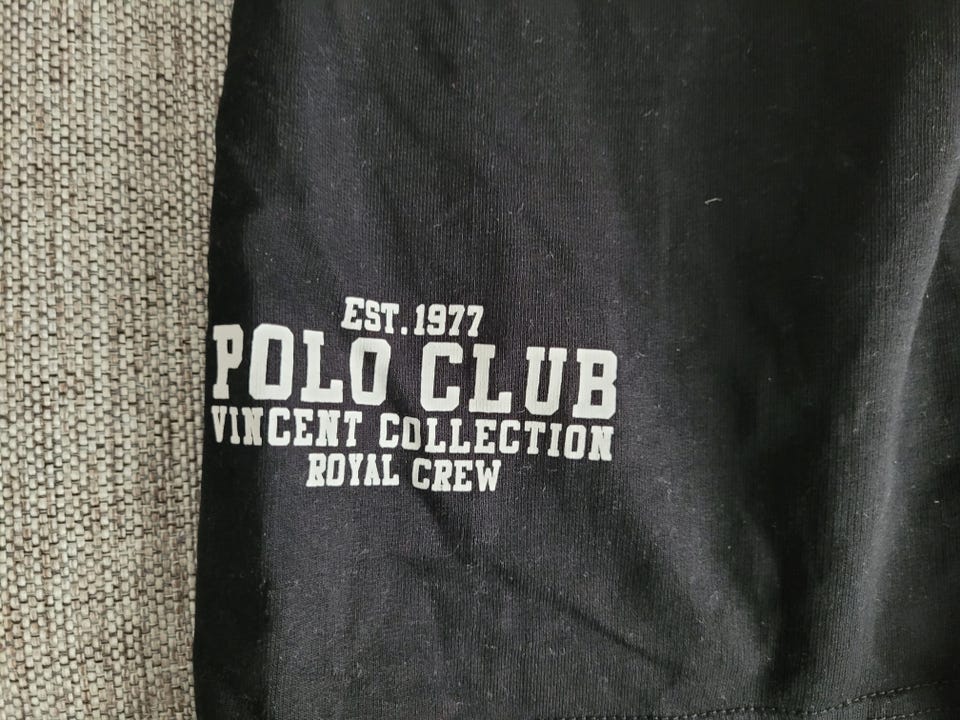 EST.1977
POLO CLUB
VINCENT COLLECTION
ROYAL CREW